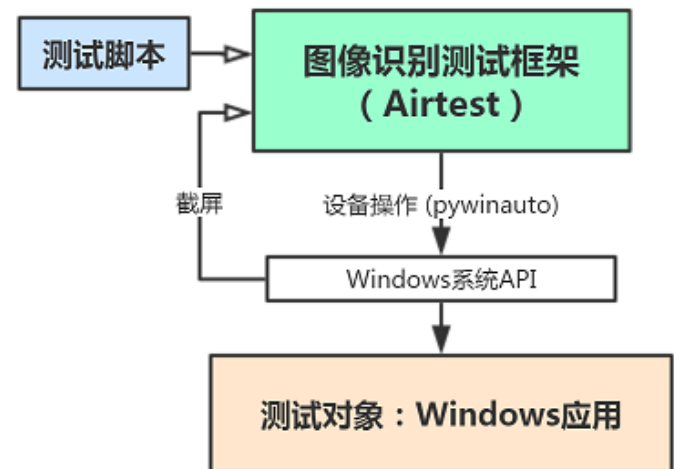 测试脚本
图像识别测试框架
（Airtest）
截屏
设备操作 (pywinauto)
Windows系统API
测试对象：Windows应用